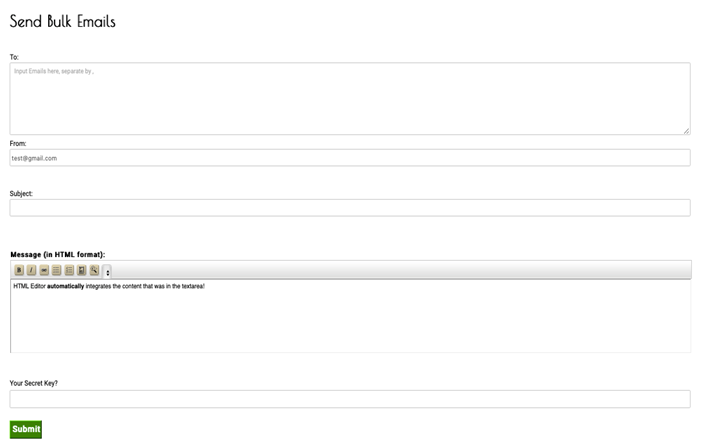 Send Bulk Emails
To:
Input Emails here, separate by ,
From:
test@gmail.com
Subject:
Message (in HTML format):
B I
HTML Editor automatically integrates the content that was in the textarea!
Your Secret Key?
Submit